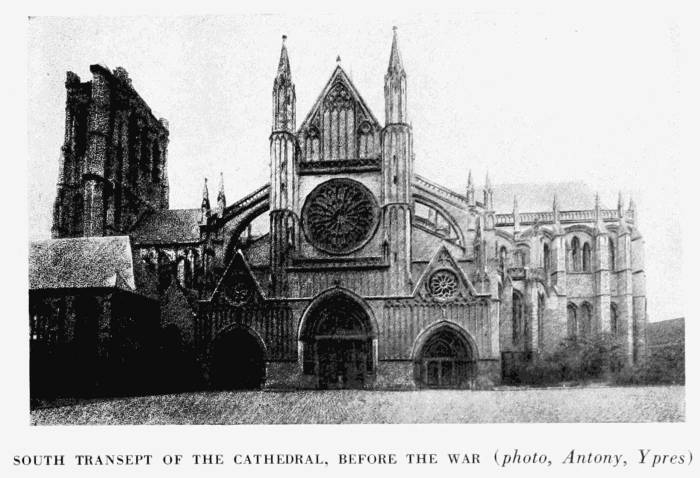 SOUTH TRANSEPT OF THE CATHEDRAL, BEFORE THE WAR (photo, Antony, Ypres)